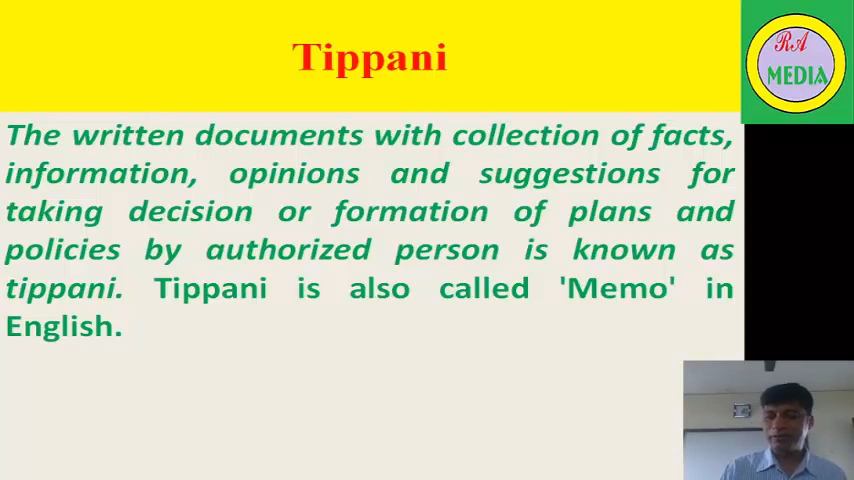 Tippani
RA
MEDIA
The written documents with collection of facts,
information, opinions and suggestions for
taking decision or formation of plans and
policies by authorized person is known as
tippani. Tippani is also called 'Memo' in
English.